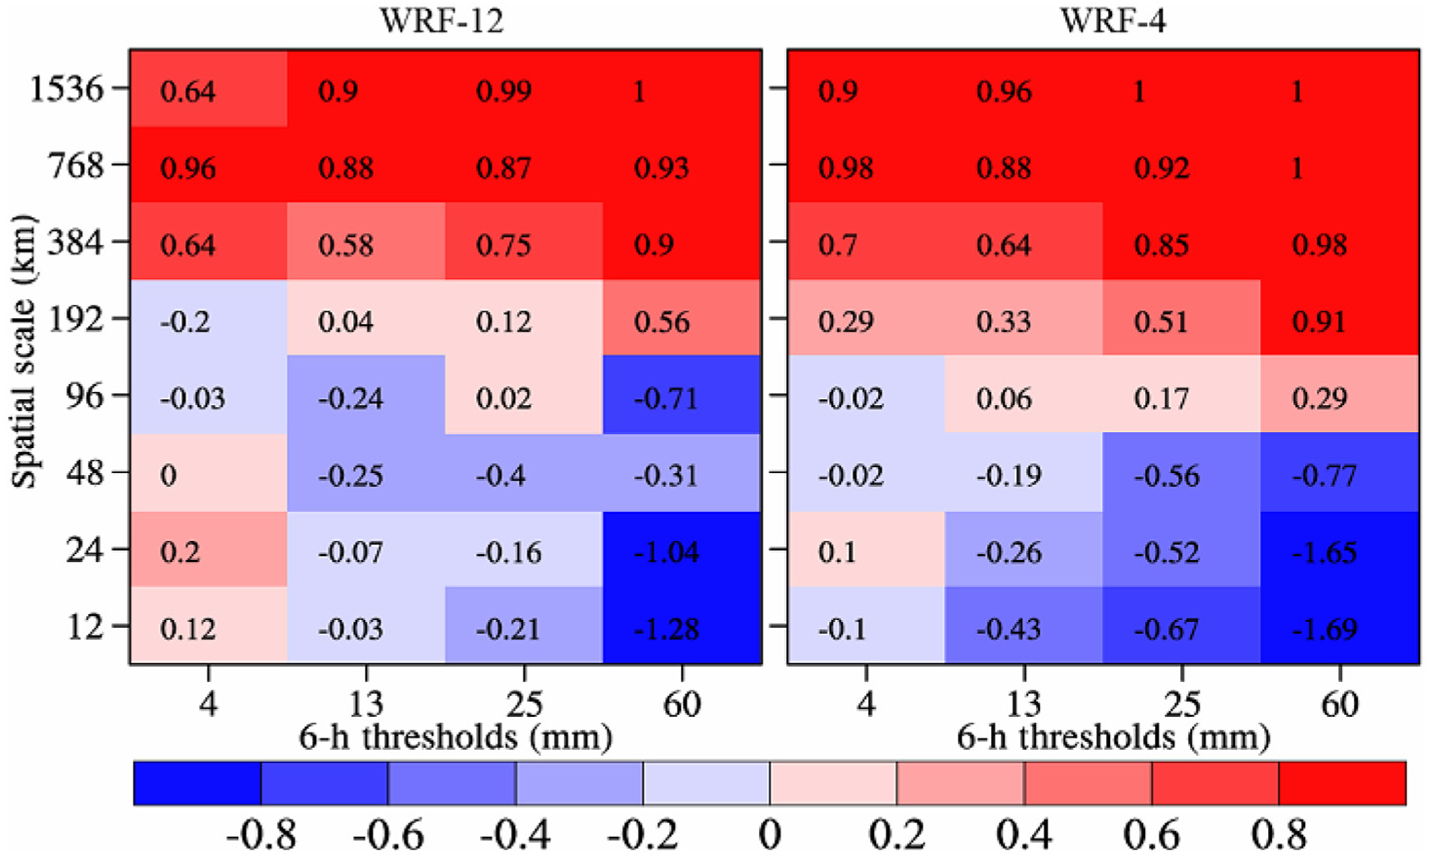 WRF-12 WRF-4
Spatial scale (km)
1536 0.64 0.9 0.99 1 0.9 0.96 1 1
768 0.96 0.88 0.87 0.93 0.98 0.88 0.92 1
384 0.64 0.58 0.75 0.9 0.7 0.64 0.85 0.98
192 -0.2 0.04 0.12 0.56 0.29 0.33 0.51 0.91
96 -0.03 -0.24 0.02 -0.71 -0.02 0.06 0.17 0.29
48 0 -0.25 -0.4 -0.31 -0.02 -0.19 -0.56 -0.77
24 0.2 -0.07 -0.16 -1.04 0.1 -0.26 -0.52 -1.65
12 0.12 -0.03 -0.21 -1.28 -0.1 -0.43 -0.67 -1.69
4 13 25 60 4 13 25 60
6-h thresholds (mm) 6-h thresholds (mm)
-0.8 -0.6 -0.4 -0.2 0 0.2 0.4 0.6 0.8